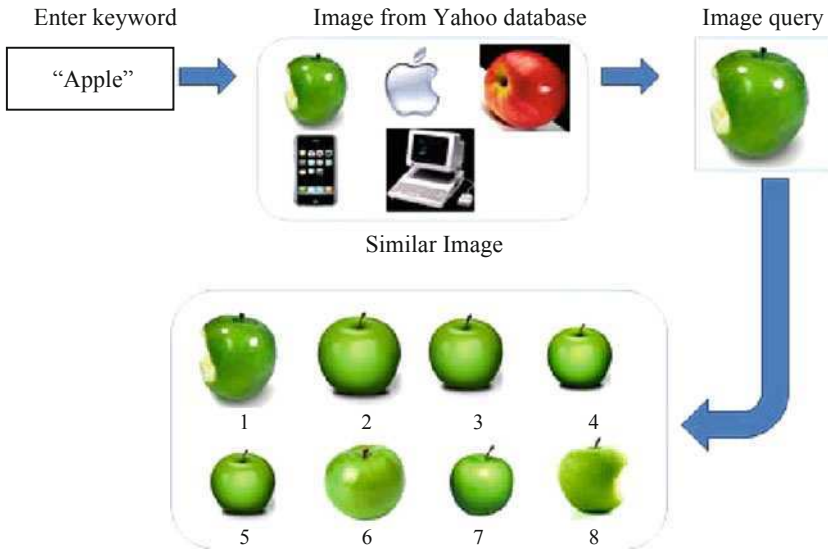 Enter keyword
Image from Yahoo database
Image query
“Apple”
Similar Image
1
2
3
4
5
6
7
8